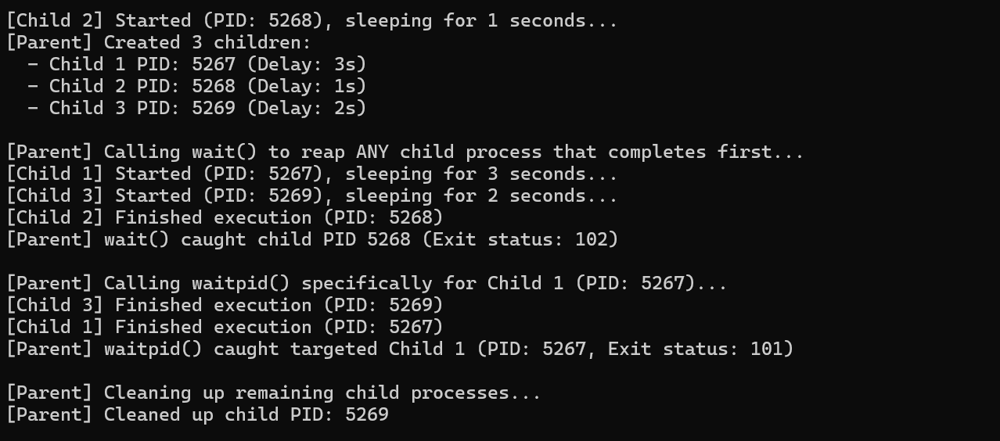 [Child 2] Started (PID: 5268), sleeping for 1 seconds...
[Parent] Created 3 children:
  - Child 1 PID: 5267 (Delay: 3s)
  - Child 2 PID: 5268 (Delay: 1s)
  - Child 3 PID: 5269 (Delay: 2s)

[Parent] Calling wait() to reap ANY child process that completes first...
[Child 1] Started (PID: 5267), sleeping for 3 seconds...
[Child 3] Started (PID: 5269), sleeping for 2 seconds...
[Child 2] Finished execution (PID: 5268)
[Parent] wait() caught child PID 5268 (Exit status: 102)

[Parent] Calling waitpid() specifically for Child 1 (PID: 5267)...
[Child 3] Finished execution (PID: 5269)
[Child 1] Finished execution (PID: 5267)
[Parent] waitpid() caught targeted Child 1 (PID: 5267, Exit status: 101)

[Parent] Cleaning up remaining child processes...
[Parent] Cleaned up child PID: 5269